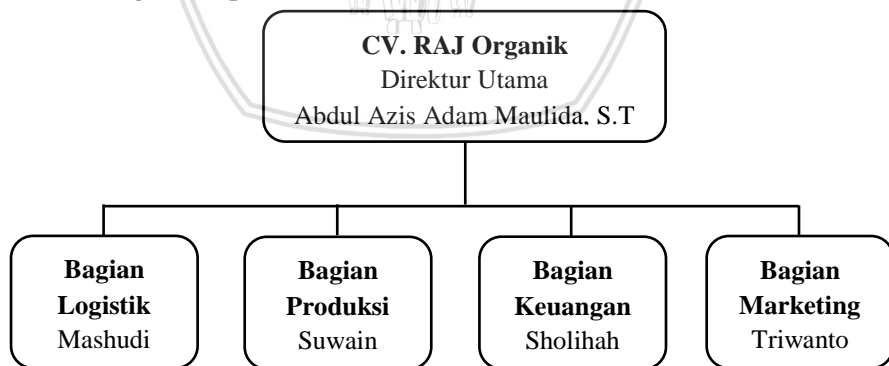 CV. RAJ Organik
Direktur Utama
Abdul Azis Adam Maulida, S.T
Bagian
Logistik
Mashudi
Bagian
Produksi
Suwain
Bagian
Keuangan
Sholihah
Bagian
Marketing
Triwanto